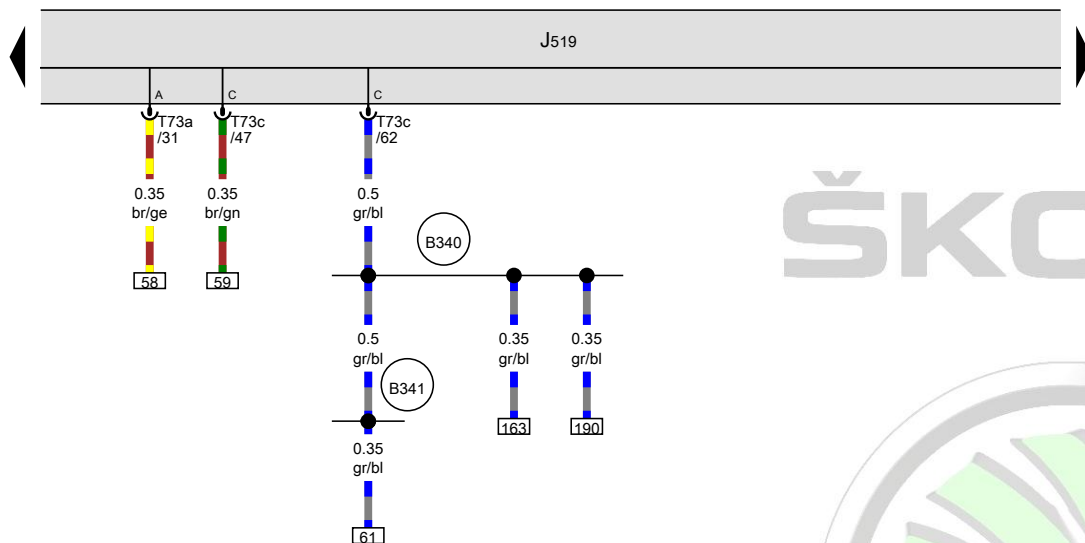 J519
A
C
C
T73a
/31
T73c
/47
T73c
/62
0.35
br/ge
0.35
br/gn
0.5
gr/bl
58
59
B340
0.5
gr/bl
0.35
gr/bl
0.35
gr/bl
B341
163
190
0.35
gr/bl
61